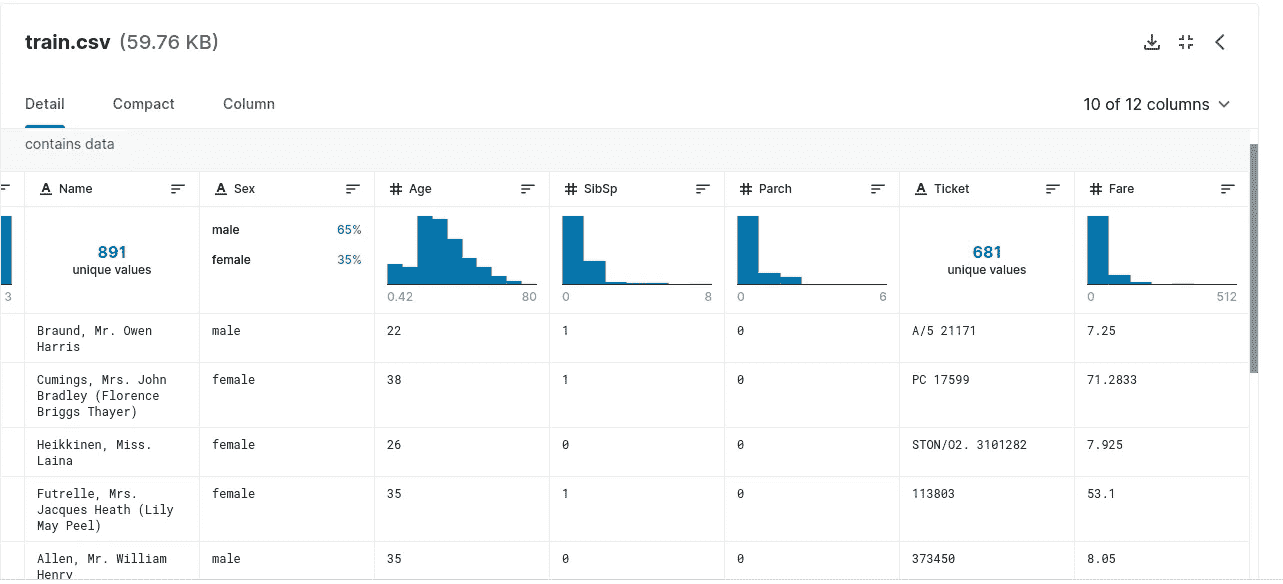 train.csv (59.76 KB)
Detail Compact Column 10 of 12 columns
contains data
A Name A Sex # Age # SibSp # Parch A Ticket # Fare
male 65%
891 681
unique values unique values
female 35%
3 0.42 80 0 8 0 6 0 512
Braund, Mr. Owen male 22 1 0 A/5 21171 7.25
Harris
Cumings, Mrs. John female 38 1 0 PC 17599 71.2833
Bradley (Florence
Briggs Thayer)
Heikkinen, Miss. female 26 0 0 STON/O2. 3101282 7.925
Laina
Futrelle, Mrs. female 35 1 0 113803 53.1
Jacques Heath (Lily
May Peel)
Allen, Mr. William male 35 0 0 373450 8.05
Henry